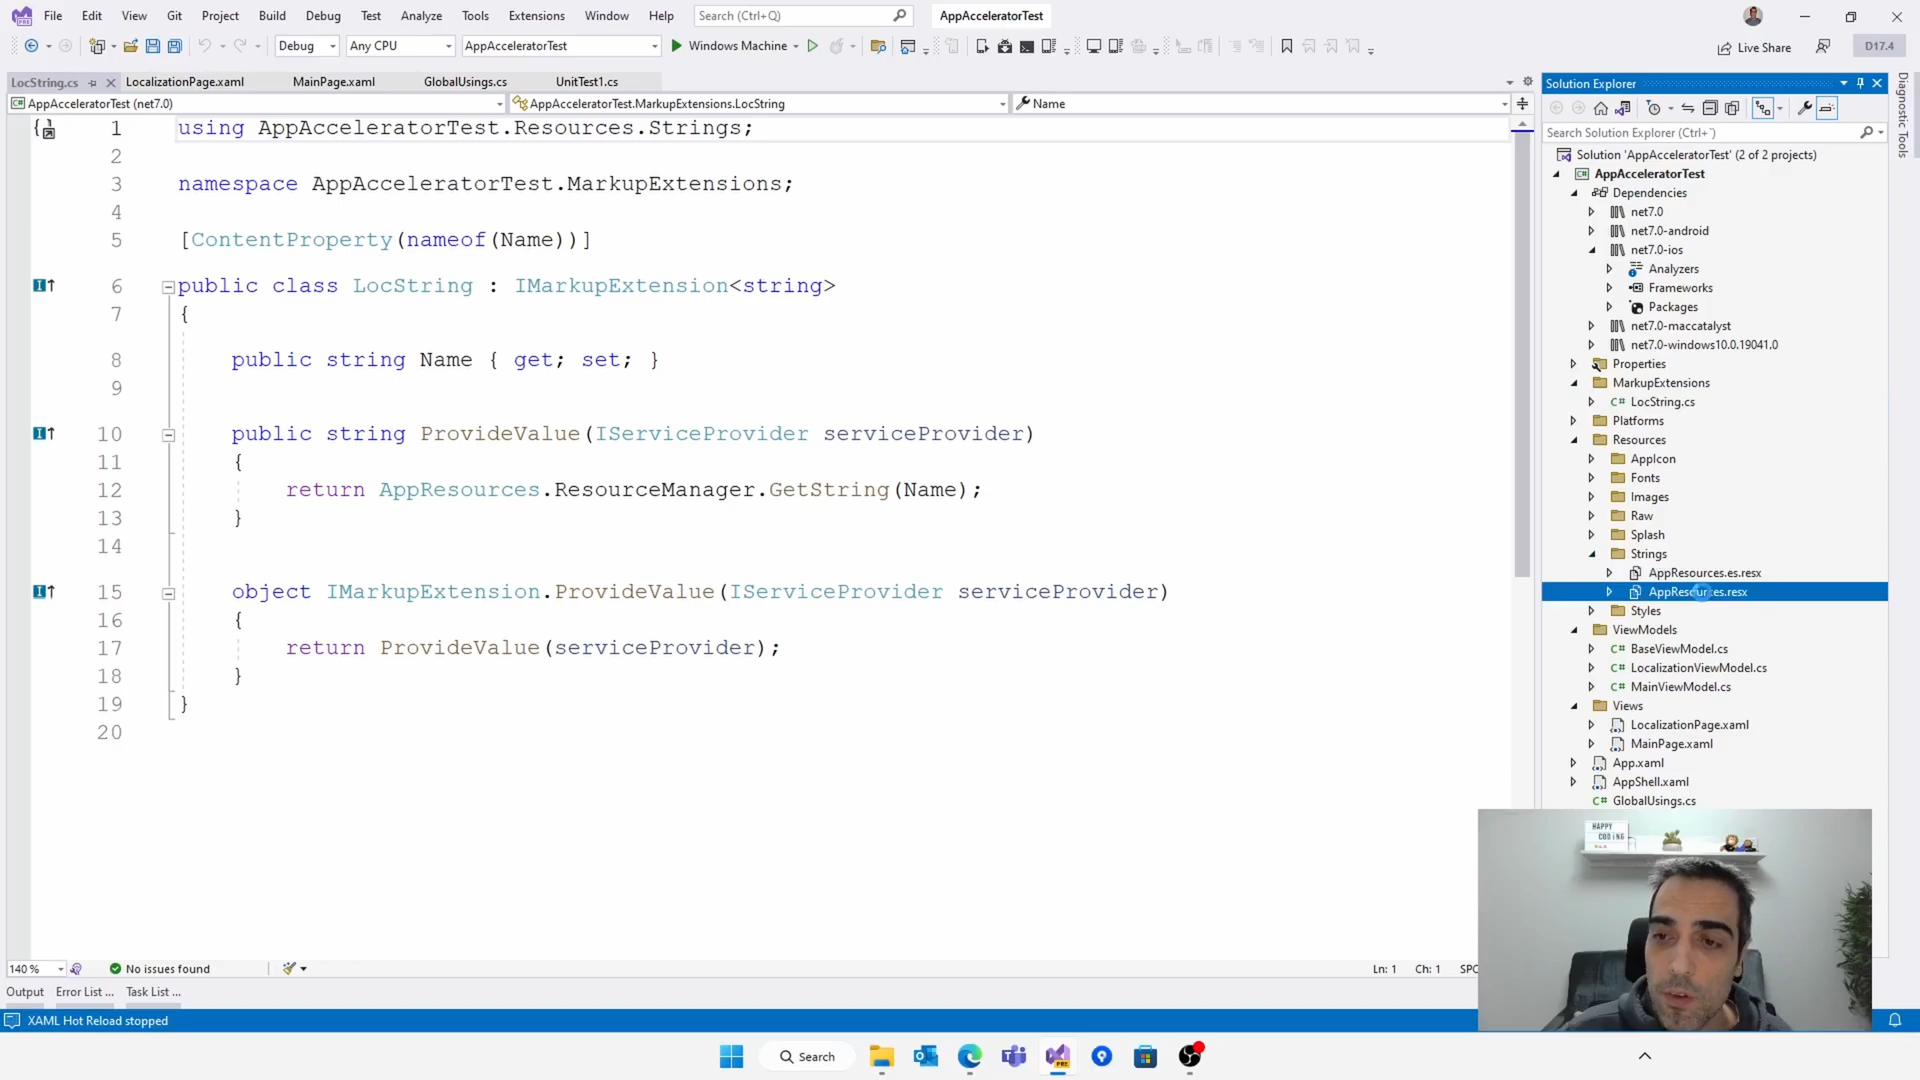 File Edit View Git Project Build Debug Test Analyze Tools Extensions Window Help Search (Ctrl+Q) AppAcceleratorTest
Debug Any CPU AppAcceleratorTest Windows Machine Live Share D17.4
LocString.cs LocalizationPage.xaml MainPage.xaml GlobalUsings.cs UnitTest1.cs
AppAcceleratorTest (net7.0) AppAcceleratorTest.MarkupExtensions.LocString Name
1 using AppAcceleratorTest.Resources.Strings;
2
3 namespace AppAcceleratorTest.MarkupExtensions;
4
5 [ContentProperty(nameof(Name))]
6 public class LocString : IMarkupExtension<string>
7 {
8 public string Name { get; set; }
9
10 public string ProvideValue(IServiceProvider serviceProvider)
11 {
12 return AppResources.ResourceManager.GetString(Name);
13 }
14
15 object IMarkupExtension.ProvideValue(IServiceProvider serviceProvider)
16 {
17 return ProvideValue(serviceProvider);
18 }
19 }
20
140 % No issues found Ln: 1 Ch: 1 SPC
Output Error List ... Task List ...
XAML Hot Reload stopped
Solution Explorer
Search Solution Explorer (Ctrl+¨)
Solution 'AppAcceleratorTest' (2 of 2 projects)
AppAcceleratorTest
Dependencies
net7.0
net7.0-android
net7.0-ios
Analyzers
Frameworks
Packages
net7.0-maccatalyst
net7.0-windows10.0.19041.0
Properties
MarkupExtensions
C# LocString.cs
Platforms
Resources
AppIcon
Fonts
Images
Raw
Splash
Strings
AppResources.es.resx
AppResources.resx
Styles
ViewModels
C# BaseViewModel.cs
C# LocalizationViewModel.cs
C# MainViewModel.cs
Views
LocalizationPage.xaml
MainPage.xaml
App.xaml
AppShell.xaml
C# GlobalUsings.cs
Diagnostic Tools
HAPPY
CODING
Search